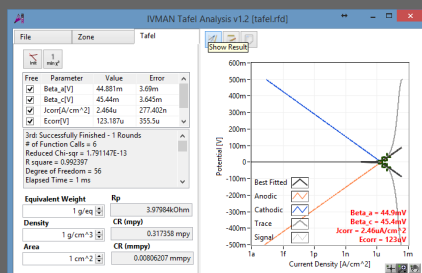 IVMAN Tafel Analysis v1.2 [tafel.rfd]
File Zone Tafel
Init min χ²
Show Result
Free Parameter Value Error
Beta_a[V] 44.881m 3.69m
Beta_c[V] 45.44m 3.645m
Jcorr[A/cm^2] 2.464u 277.402n
Ecorr[V] 123.187u 355.5u
3rd: Successfully Finished - 1 Rounds
# of Function Calls = 6
Reduced Chi-sqr = 1.791147E-13
R square = 0.992397
Degree of Freedom = 56
Elapsed Time = 1 ms
Equivalent Weight Rp
1 g/eq 3.97984kOhm
Density CR (mpy)
1 g/cm^3 0.317358 mpy
Area CR (mmpy)
1 cm^2 0.00806207 mmpy
600m
500m
400m
300m
200m
100m
0
-100m
-200m
-300m
-400m
-500m
Potential [V]
Best Fitted
Anodic
Cathodic
Trace
Signal
Beta_a = 44.9mV
Beta_c = 45.4mV
Jcorr = 2.46uA/cm^2
Ecorr = 123uV
1a 1f 1p 1n 1u 1m
Current Density [A/cm^2]